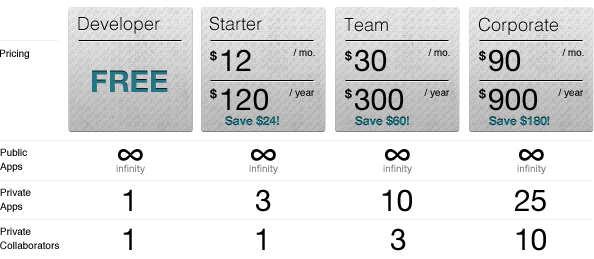 Developer Starter Team Corporate
Pricing
FREE
$12 / mo. $30 / mo. $90 / mo.
$120 / year $300 / year $900 / year
Save $24! Save $60! Save $180!
Public
Apps
∞ ∞ ∞ ∞
infinity infinity infinity infinity
Private
Apps
1 3 10 25
Private
Collaborators
1 1 3 10